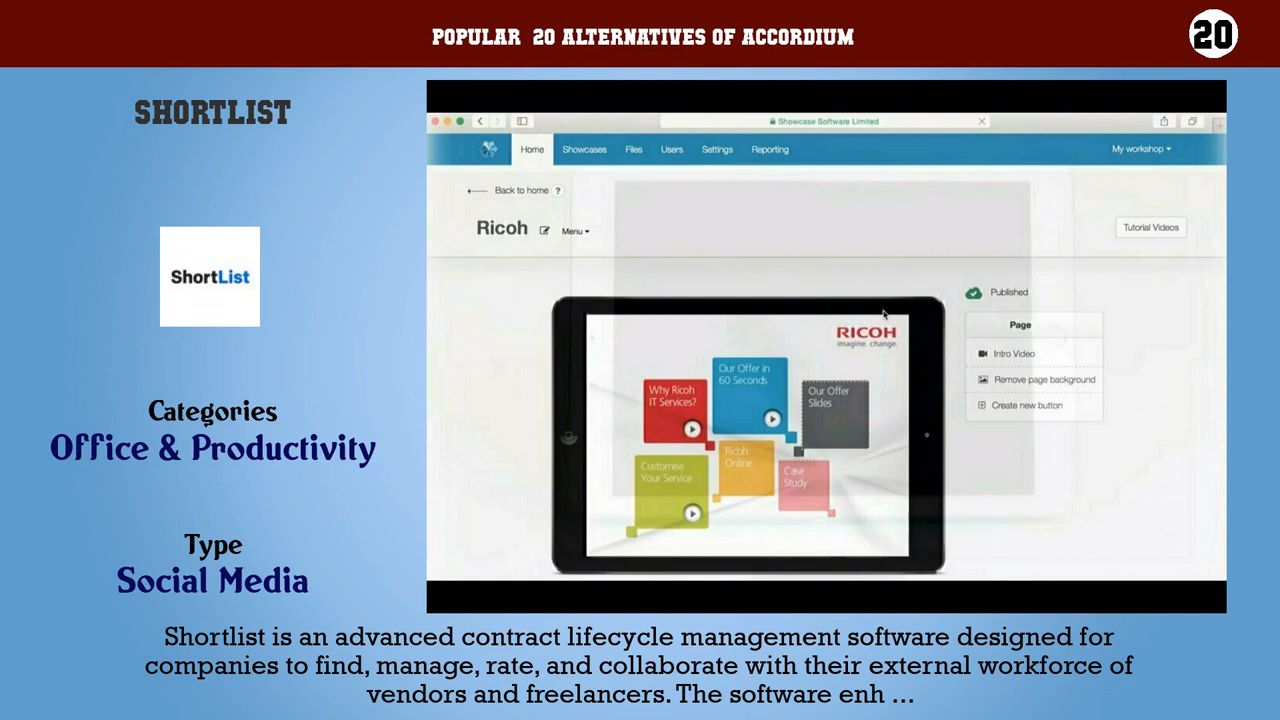 POPULAR 20 ALTERNATIVES OF ACCORDIUM
20
SHORTLIST
ShortList
Categories
Office & Productivity
Type
Social Media
Showcase Software Limited
Home Showcases Files Users Settings Reporting My workshop
Back to home ?
Ricoh Menu
Tutorial Videos
Published
Page
Intro Video
Remove page background
Create new button
RICOH
imagine. change.
Why Ricoh
IT Services?
Our Offer in
60 Seconds
Our Offer
Slides
Customise
Your Service
Ricoh
Online
Case
Study
Shortlist is an advanced contract lifecycle management software designed for
companies to find, manage, rate, and collaborate with their external workforce of
vendors and freelancers. The software enh ...